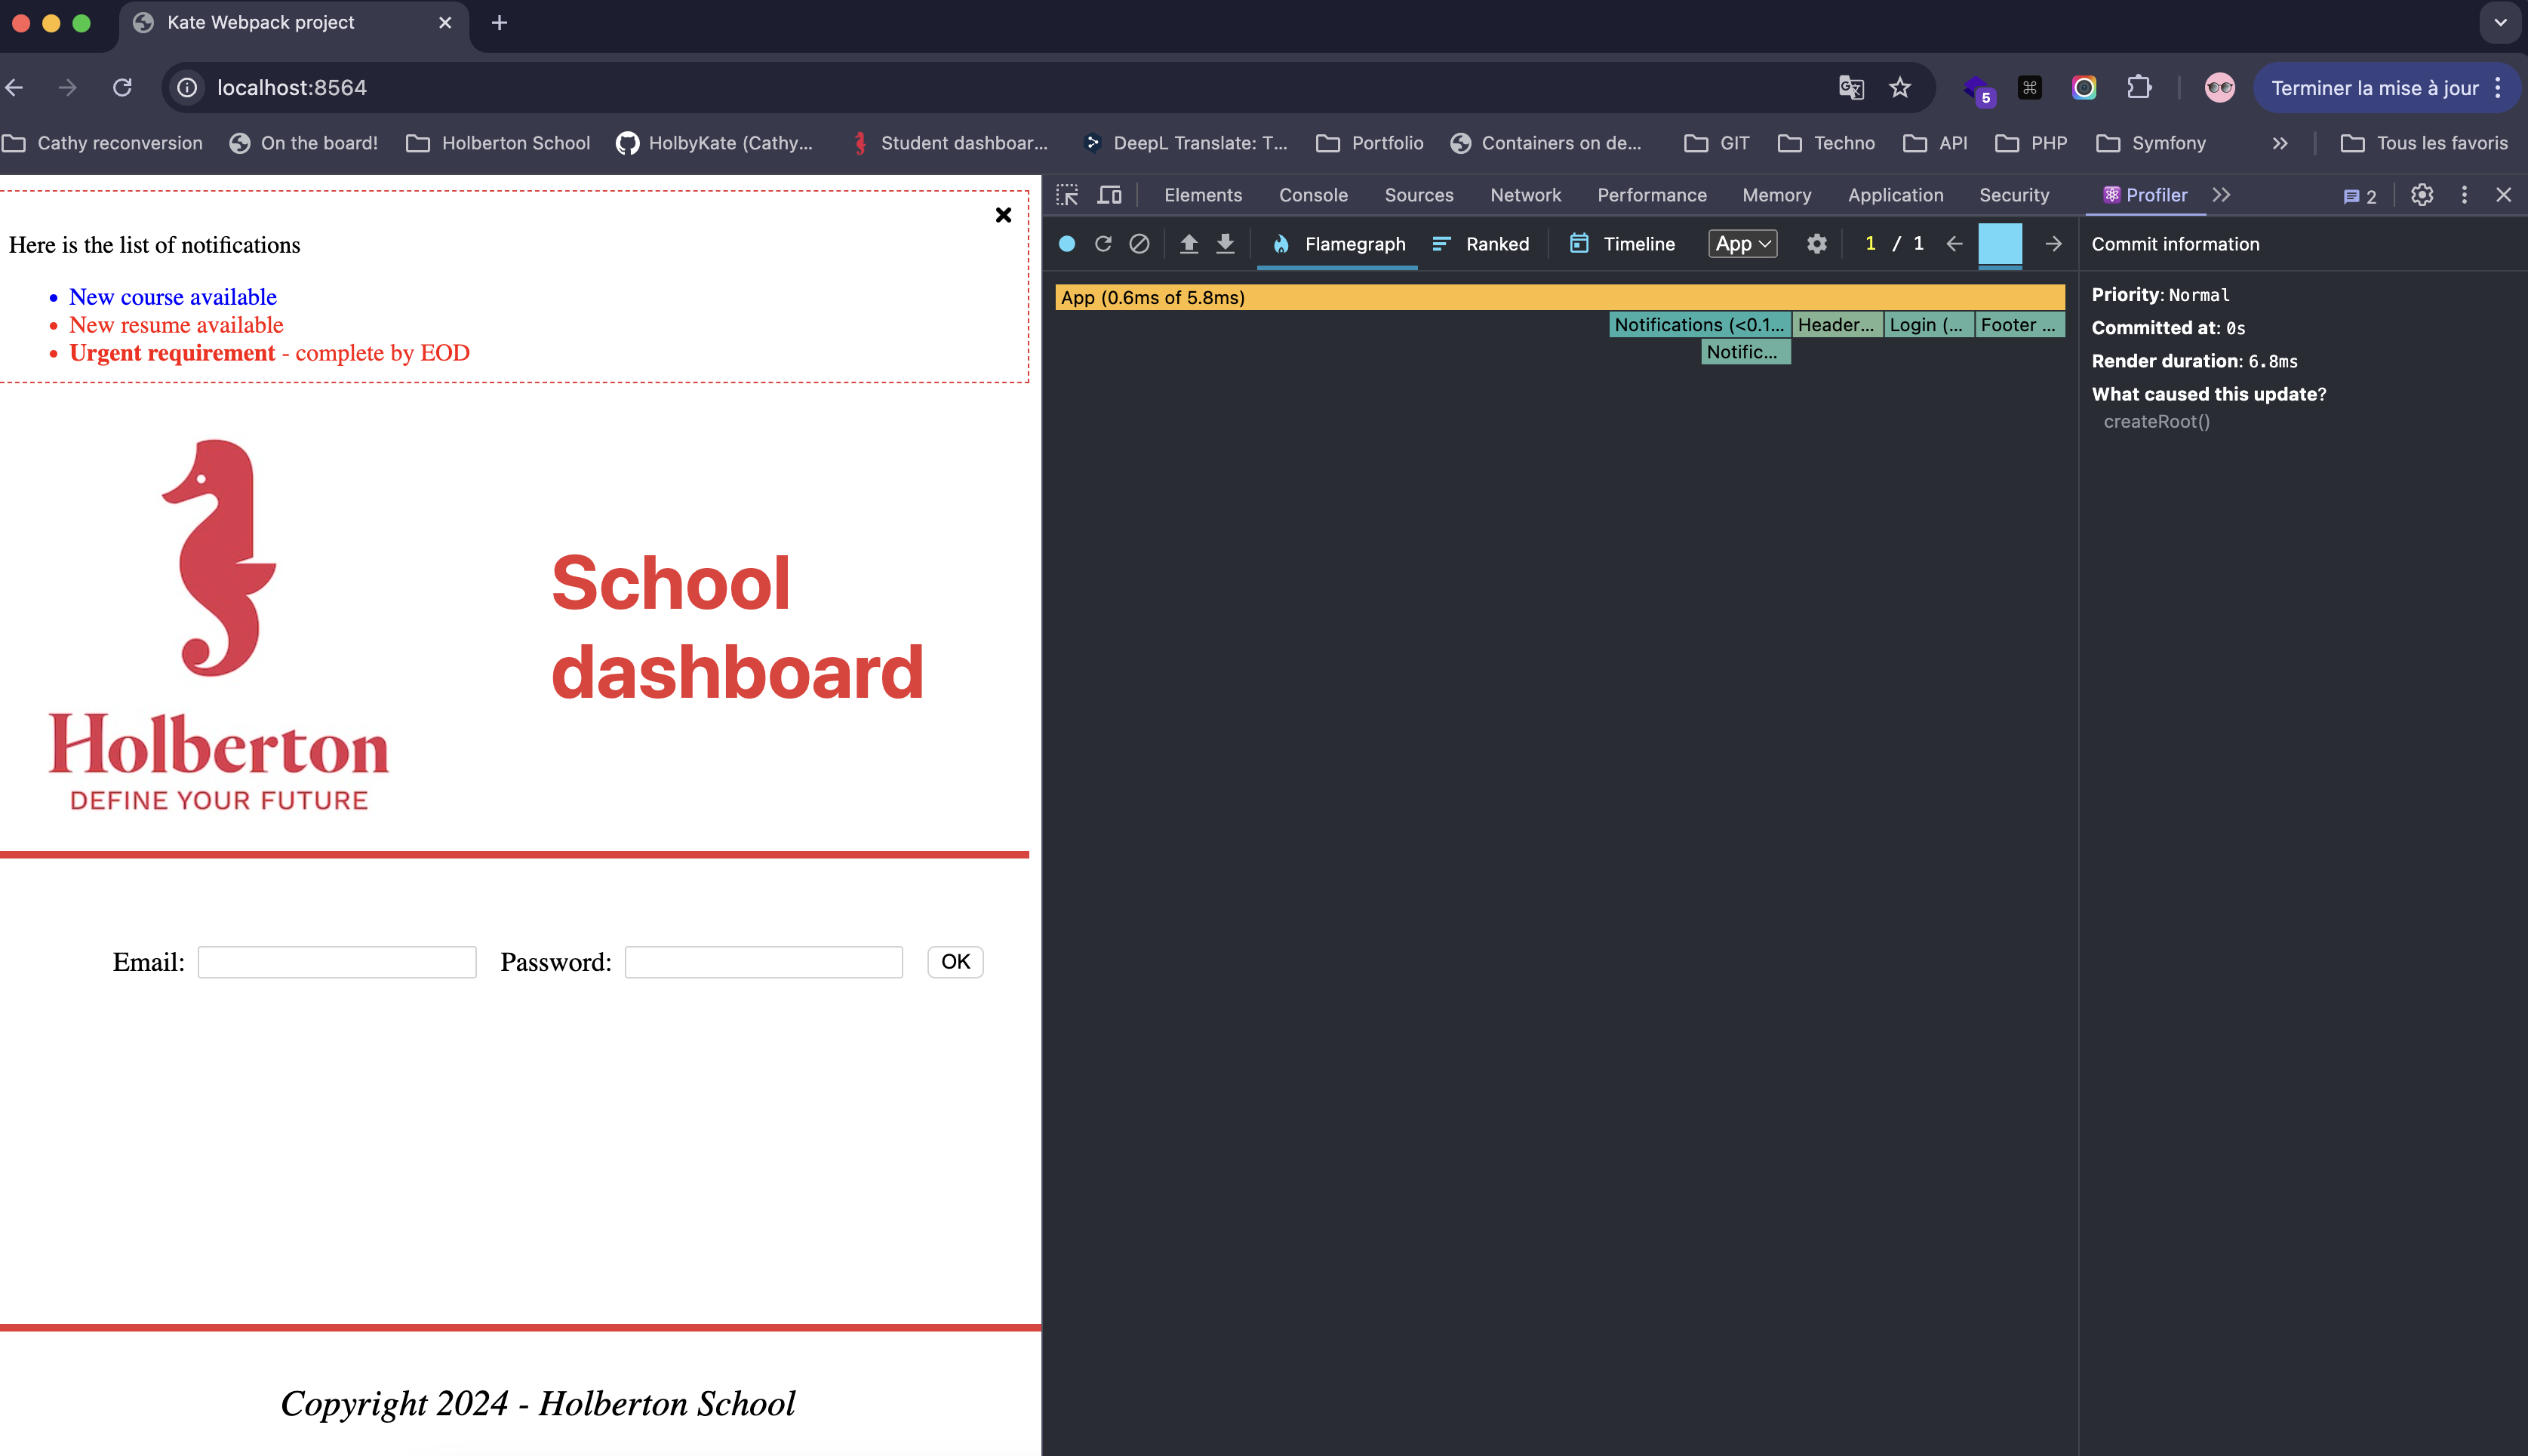 Kate Webpack project
localhost:8564
5
Terminer la mise à jour
Cathy reconversion
On the board!
Holberton School
HolbyKate (Cathy...
Student dashboar...
DeepL Translate: T...
Portfolio
Containers on de...
GIT
Techno
API
PHP
Symfony
Tous les favoris
Here is the list of notifications
New course available
New resume available
Urgent requirement - complete by EOD
Holberton
DEFINE YOUR FUTURE
School
dashboard
Email:
Password:
OK
Copyright 2024 - Holberton School
Elements
Console
Sources
Network
Performance
Memory
Application
Security
Profiler
2
Flamegraph
Ranked
Timeline
App
1 / 1
App (0.6ms of 5.8ms)
Notifications (<0.1...
Header...
Login (...
Footer ...
Notific...
Commit information
Priority: Normal
Committed at: 0s
Render duration: 6.8ms
What caused this update?
createRoot()